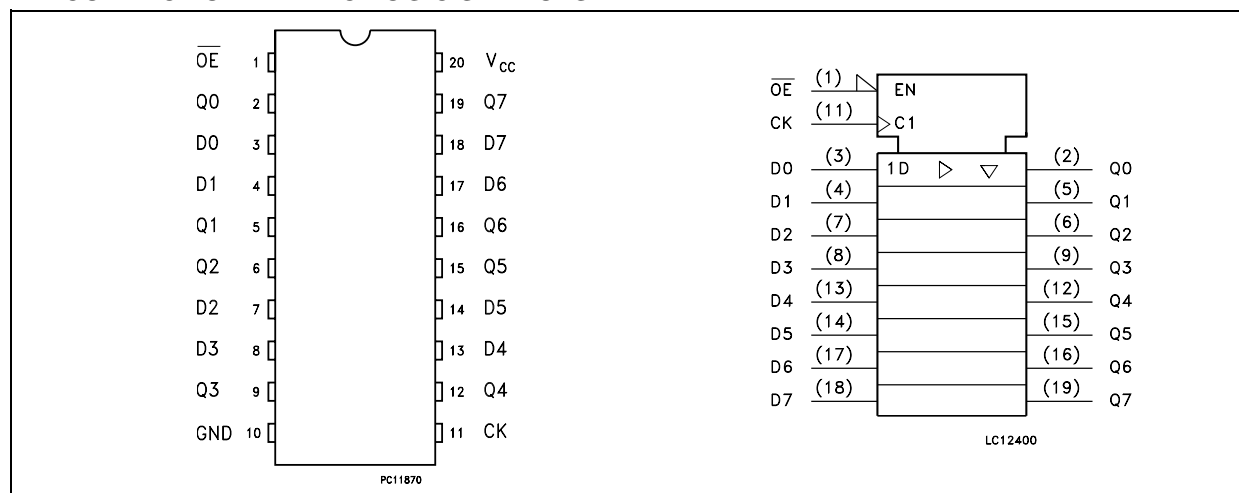 OE 1 20 VCC
Q0 2 19 Q7
D0 3 18 D7
D1 4 17 D6
Q1 5 16 Q6
Q2 6 15 Q5
D2 7 14 D5
D3 8 13 D4
Q3 9 12 Q4
GND 10 11 CK
PC11870
OE (1) EN
CK (11) C1
D0 (3) 1D (2) Q0
D1 (4) (5) Q1
D2 (7) (6) Q2
D3 (8) (9) Q3
D4 (13) (12) Q4
D5 (14) (15) Q5
D6 (17) (16) Q6
D7 (18) (19) Q7
LC12400